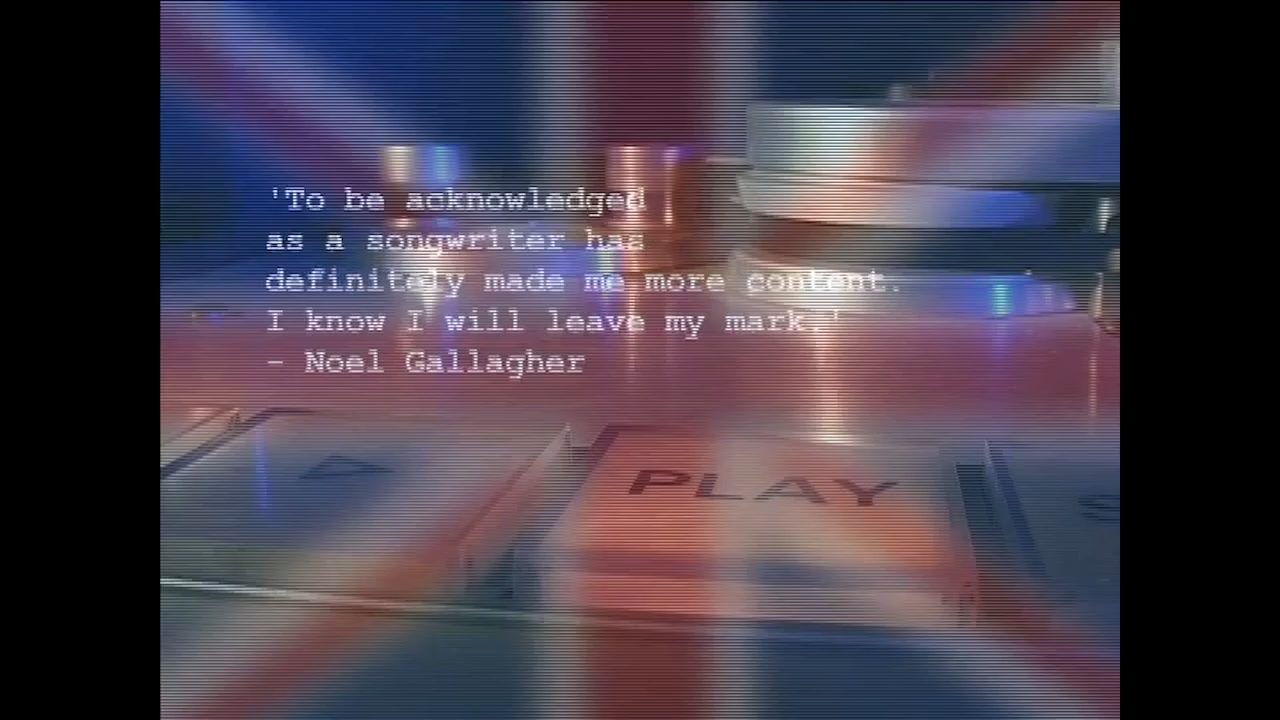 'To be acknowledged
as a songwriter has
definitely made me more content.
I know I will leave my mark.'
- Noel Gallagher
PLAY